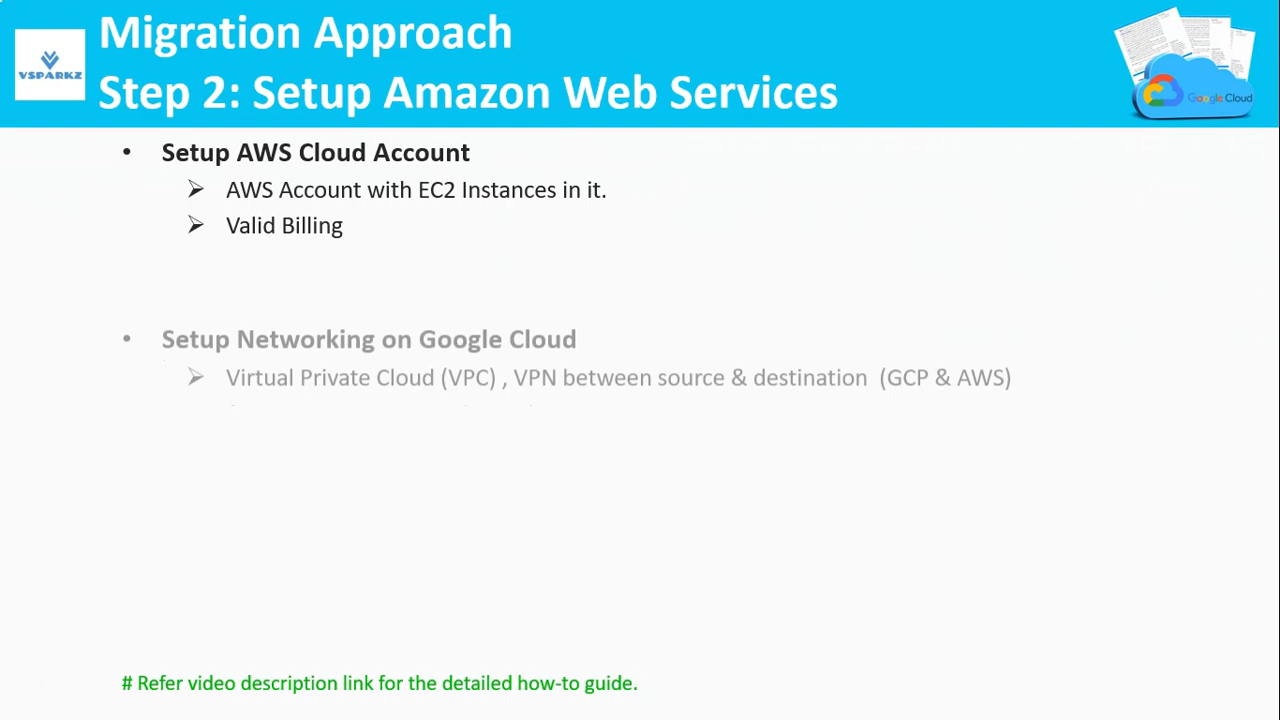 Migration Approach
Step 2: Setup Amazon Web Services
VSPARKZ
Google Cloud
• Setup AWS Cloud Account
➢ AWS Account with EC2 Instances in it.
➢ Valid Billing
• Setup Networking on Google Cloud
➢ Virtual Private Cloud (VPC) , VPN between source & destination (GCP & AWS)
# Refer video description link for the detailed how-to guide.